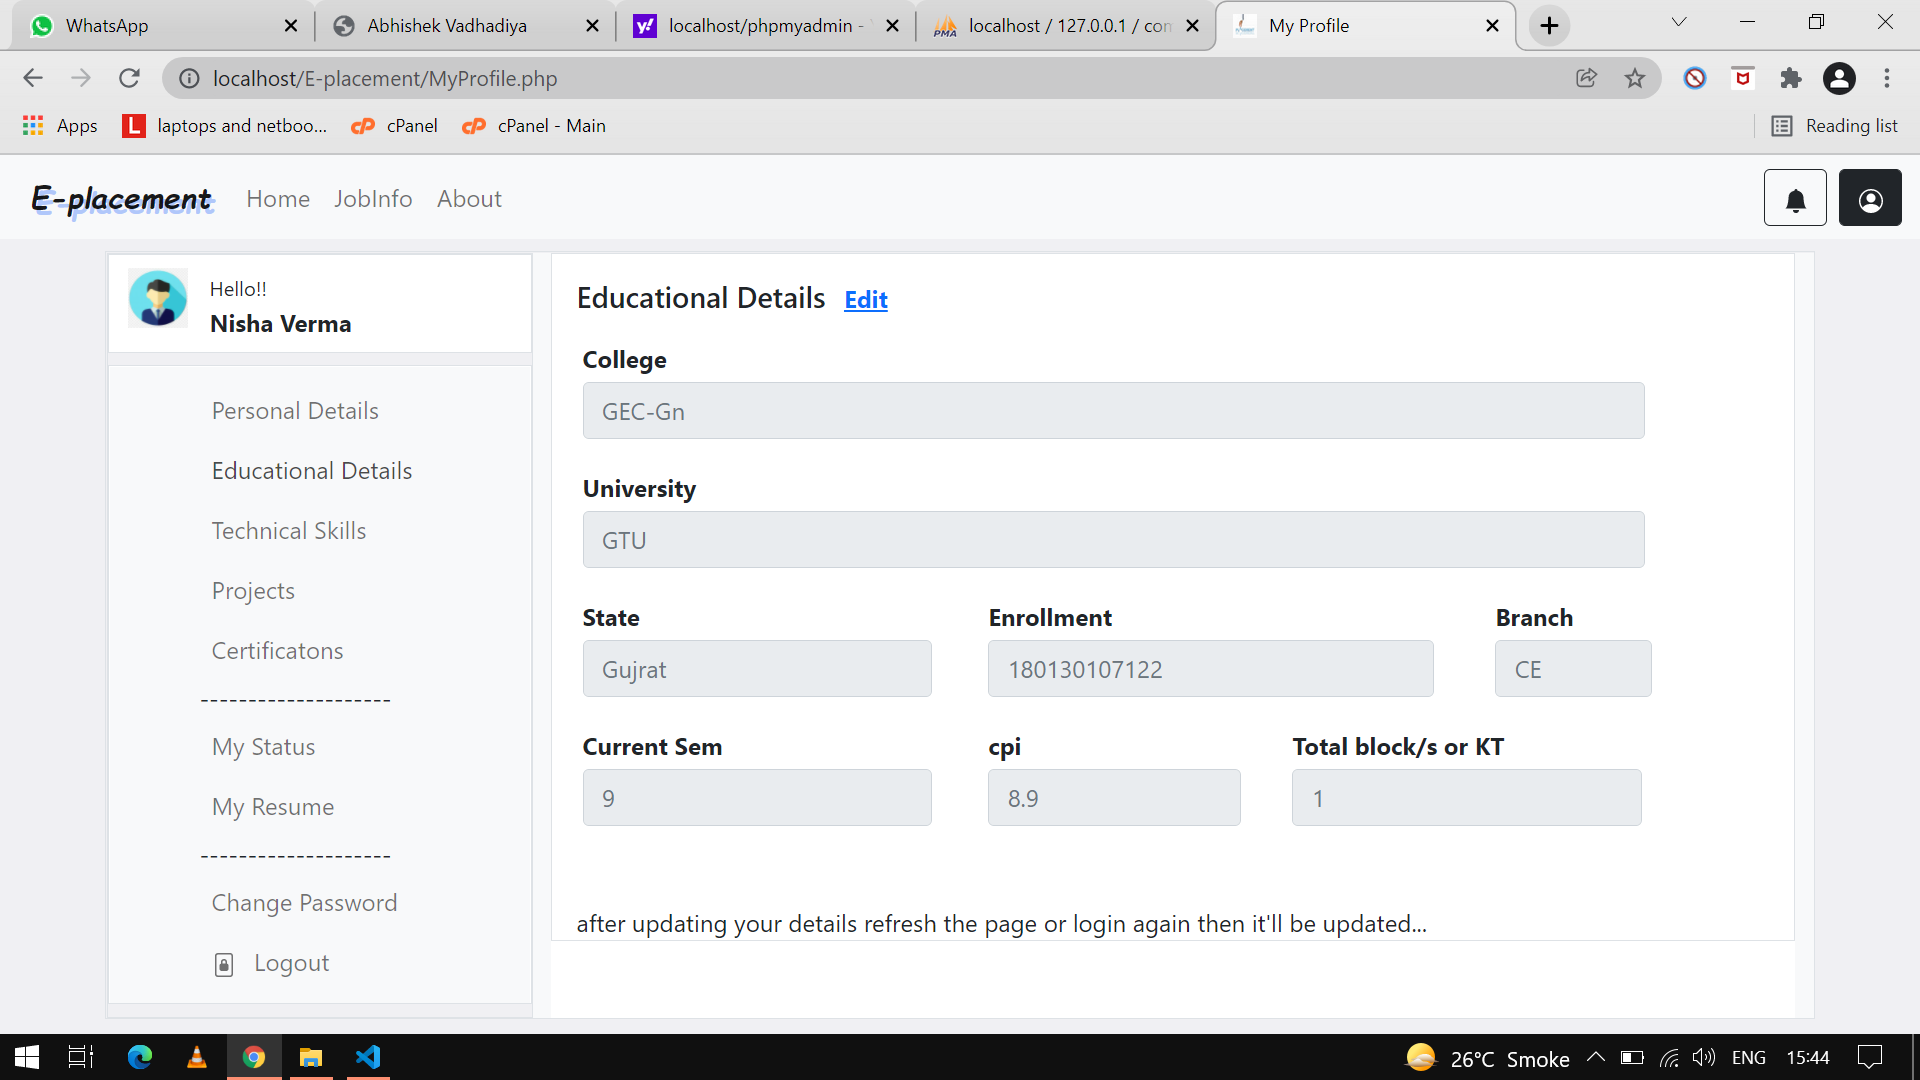 WhatsApp
Abhishek Vadhadiya
localhost/phpmyadmin -
localhost / 127.0.0.1 / con
My Profile
localhost/E-placement/MyProfile.php
Apps
laptops and netboo...
cPanel
cPanel - Main
Reading list
E-placement
Home
JobInfo
About
Hello!!
Nisha Verma
Personal Details
Educational Details
Technical Skills
Projects
Certificatons
--------------------
My Status
My Resume
--------------------
Change Password
Logout
Educational Details Edit
College
GEC-Gn
University
GTU
State Enrollment Branch
Gujrat 180130107122 CE
Current Sem cpi Total block/s or KT
9 8.9 1
after updating your details refresh the page or login again then it'll be updated...
26°C Smoke ENG 15:44